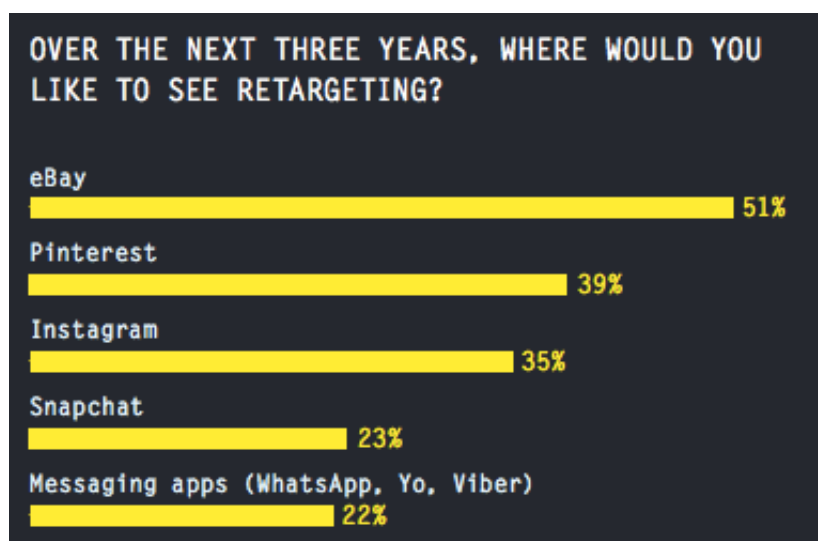 OVER THE NEXT THREE YEARS, WHERE WOULD YOU
LIKE TO SEE RETARGETING?
eBay
51%
Pinterest
39%
Instagram
35%
Snapchat
23%
Messaging apps (WhatsApp, Yo, Viber)
22%